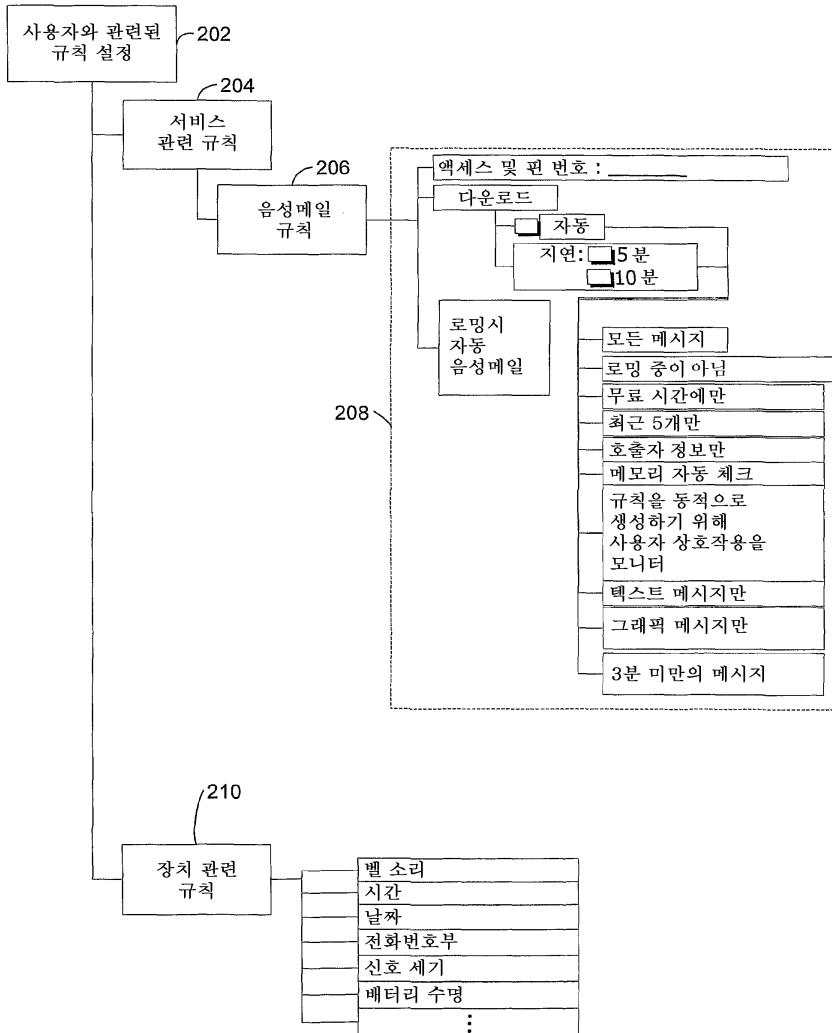 사용자와 관련된
규칙 설정
202
204
서비스
관련 규칙
206
음성메일
규칙
208
액세스 및 핀 번호 : ________
다운로드
자동
지연: 5 분
10 분
로밍시
자동
음성메일
모든 메시지
로밍 중이 아님
무료 시간에만
최근 5개만
호출자 정보만
메모리 자동 체크
규칙을 동적으로
생성하기 위해
사용자 상호작용을
모니터
텍스트 메시지만
그래픽 메시지만
3분 미만의 메시지
210
장치 관련
규칙
벨 소리
시간
날짜
전화번호부
신호 세기
배터리 수명
⋮